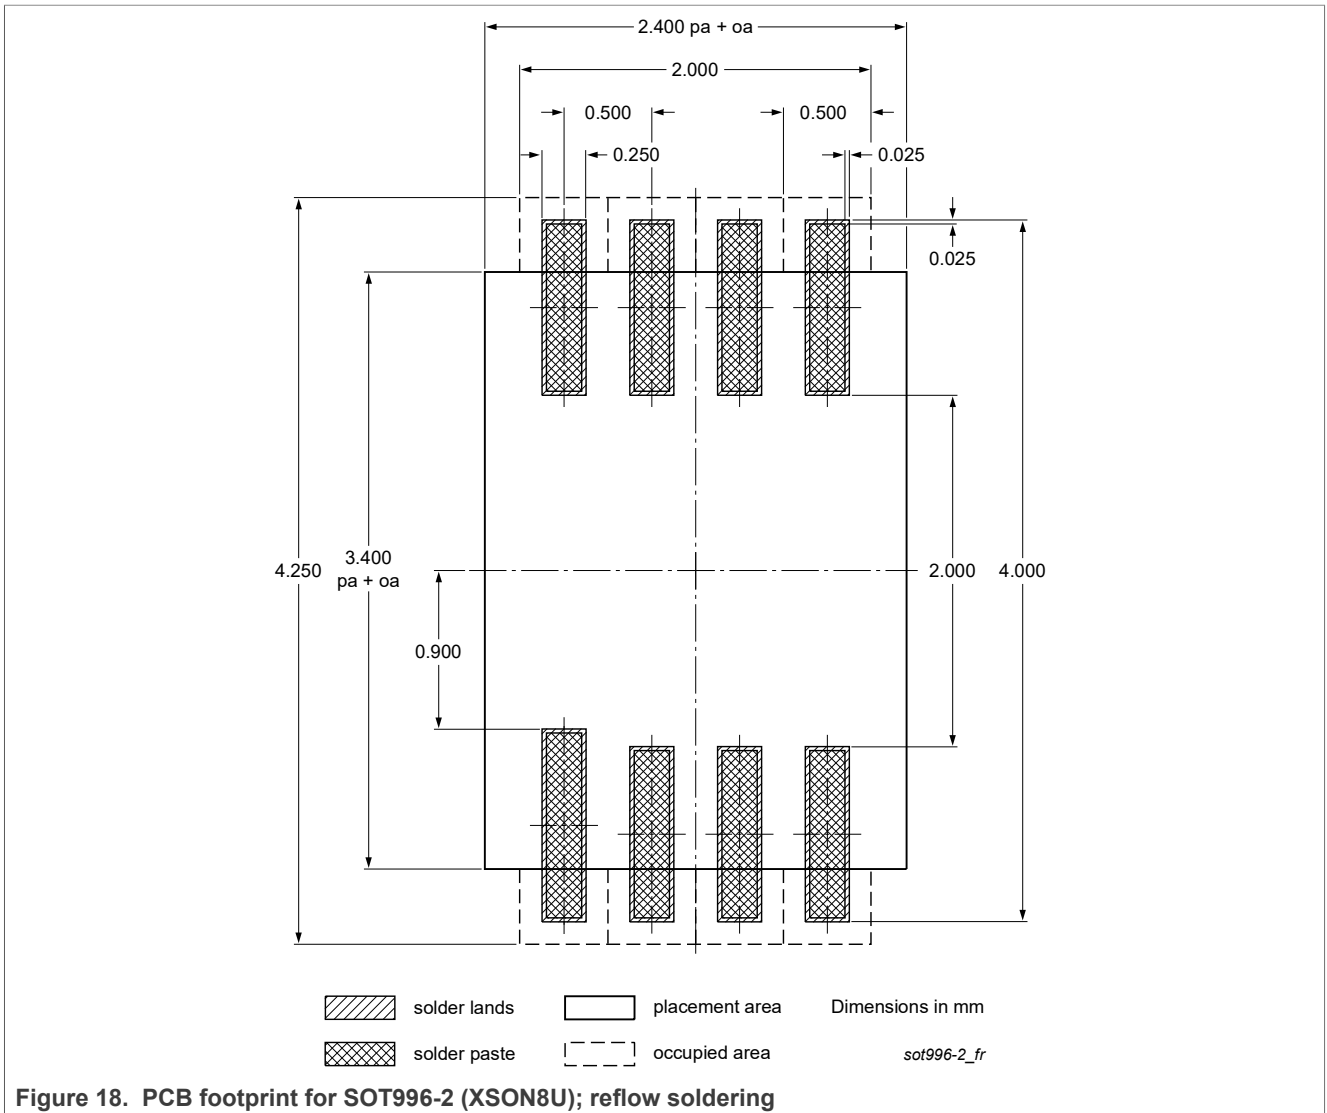 2.400 pa + oa
2.000
0.500
0.500
0.250
0.025
0.025
4.250
3.400
pa + oa
2.000
4.000
0.900
solder lands
placement area
Dimensions in mm
solder paste
occupied area
sot996-2_fr
Figure 18. PCB footprint for SOT996-2 (XSON8U); reflow soldering